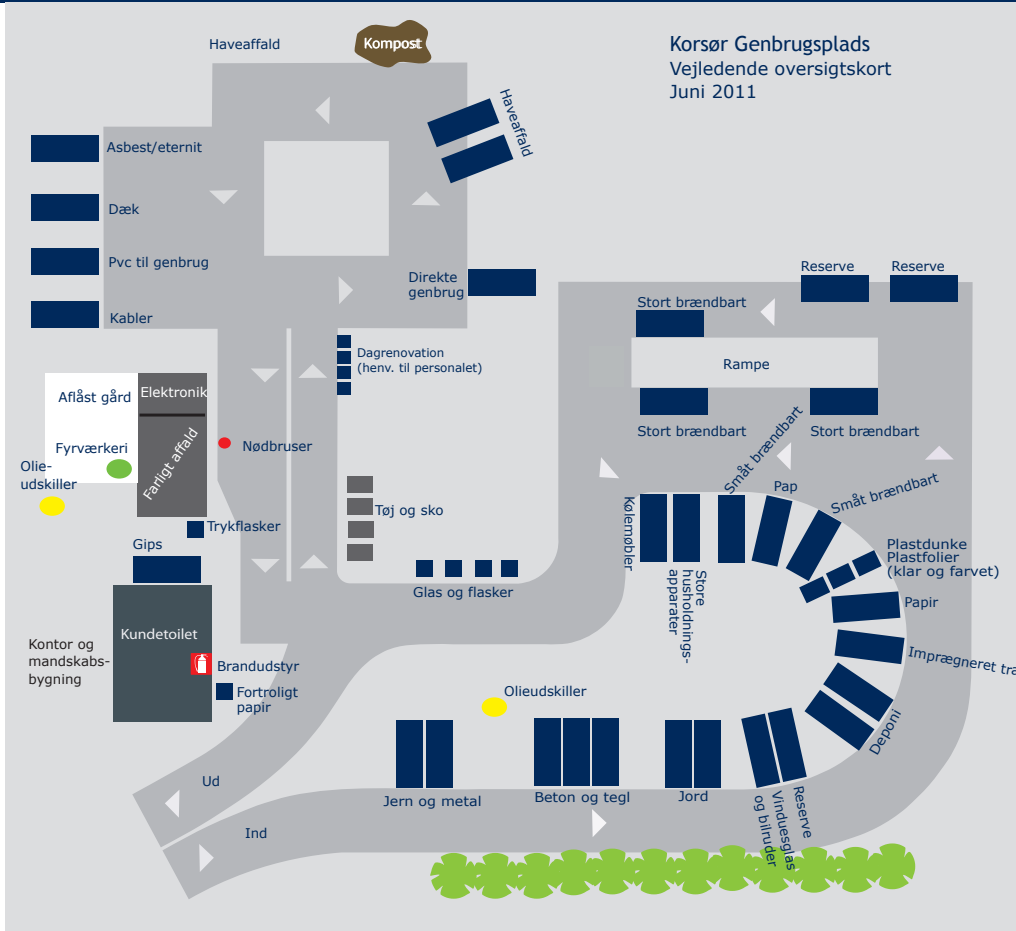 Korsør Genbrugsplads
Vejledende oversigtskort
Juni 2011
Haveaffald
Kompost
Haveaffald
Asbest/eternit
Dæk
Pvc til genbrug
Kabler
Direkte
genbrug
Reserve
Reserve
Stort brændbart
Rampe
Stort brændbart
Stort brændbart
Dagrenovation
(henv. til personalet)
Aflåst gård
Elektronik
Fyrværkeri
Farligt affald
Nødbruser
Olie-
udskiller
Trykflasker
Gips
Tøj og sko
Glas og flasker
Kølemøbler
Store
husholdnings-
apparater
Småt brændbart
Pap
Småt brændbart
Plastdunke
Plastfolier
(klar og farvet)
Papir
Imprægneret
Deponi
Kundetoilet
Kontor og
mandskabs-
bygning
Brandudstyr
Fortroligt
papir
Olieudskiller
Jern og metal
Beton og tegl
Jord
Reserve
Vinduesglas
og bilruder
Ud
Ind